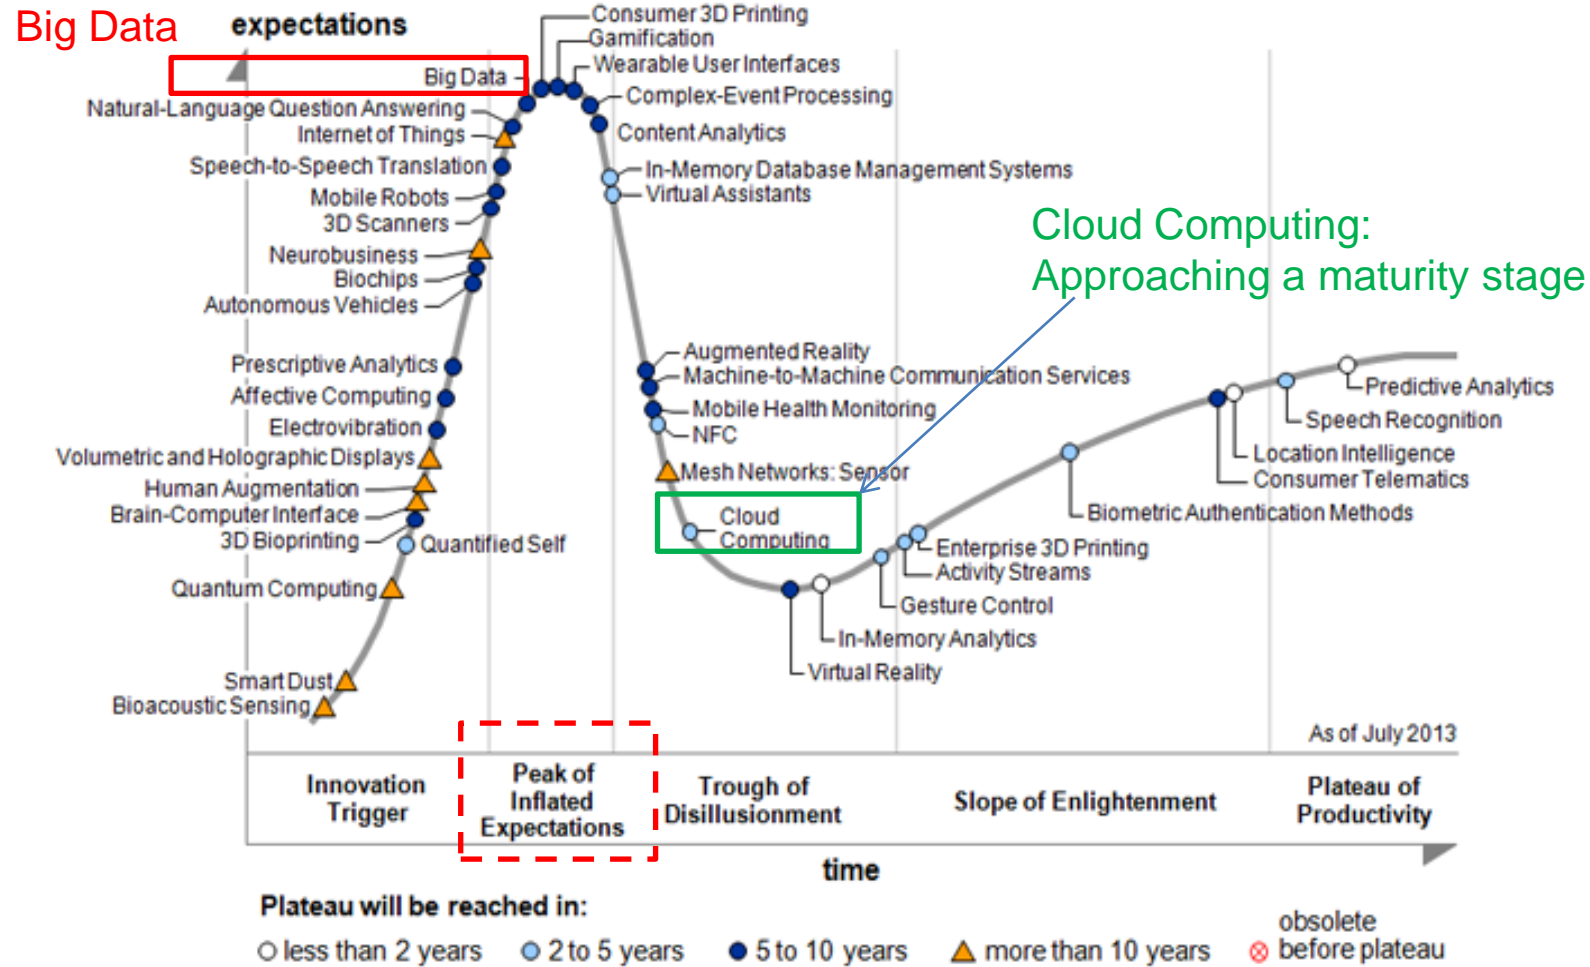 Big Data
expectations
Consumer 3D Printing
Gamification
Wearable User Interfaces
Big Data
Complex-Event Processing
Natural-Language Question Answering
Content Analytics
Internet of Things
Speech-to-Speech Translation
In-Memory Database Management Systems
Virtual Assistants
Mobile Robots
3D Scanners
Neurobusiness
Biochips
Autonomous Vehicles
Cloud Computing:
Approaching a maturity stage
Prescriptive Analytics
Affective Computing
Electrovibration
Volumetric and Holographic Displays
Human Augmentation
Brain-Computer Interface
3D Bioprinting
Quantified Self
Quantum Computing
Smart Dust
Bioacoustic Sensing
Augmented Reality
Machine-to-Machine Communication Services
Mobile Health Monitoring
NFC
Mesh Networks: Sensor
Cloud
Computing
Predictive Analytics
Speech Recognition
Location Intelligence
Consumer Telematics
Biometric Authentication Methods
Enterprise 3D Printing
Activity Streams
Gesture Control
In-Memory Analytics
Virtual Reality
As of July 2013
Innovation
Trigger
Peak of
Inflated
Expectations
Trough of
Disillusionment
Slope of Enlightenment
Plateau of
Productivity
time
Plateau will be reached in:
less than 2 years
2 to 5 years
5 to 10 years
more than 10 years
obsolete
before plateau